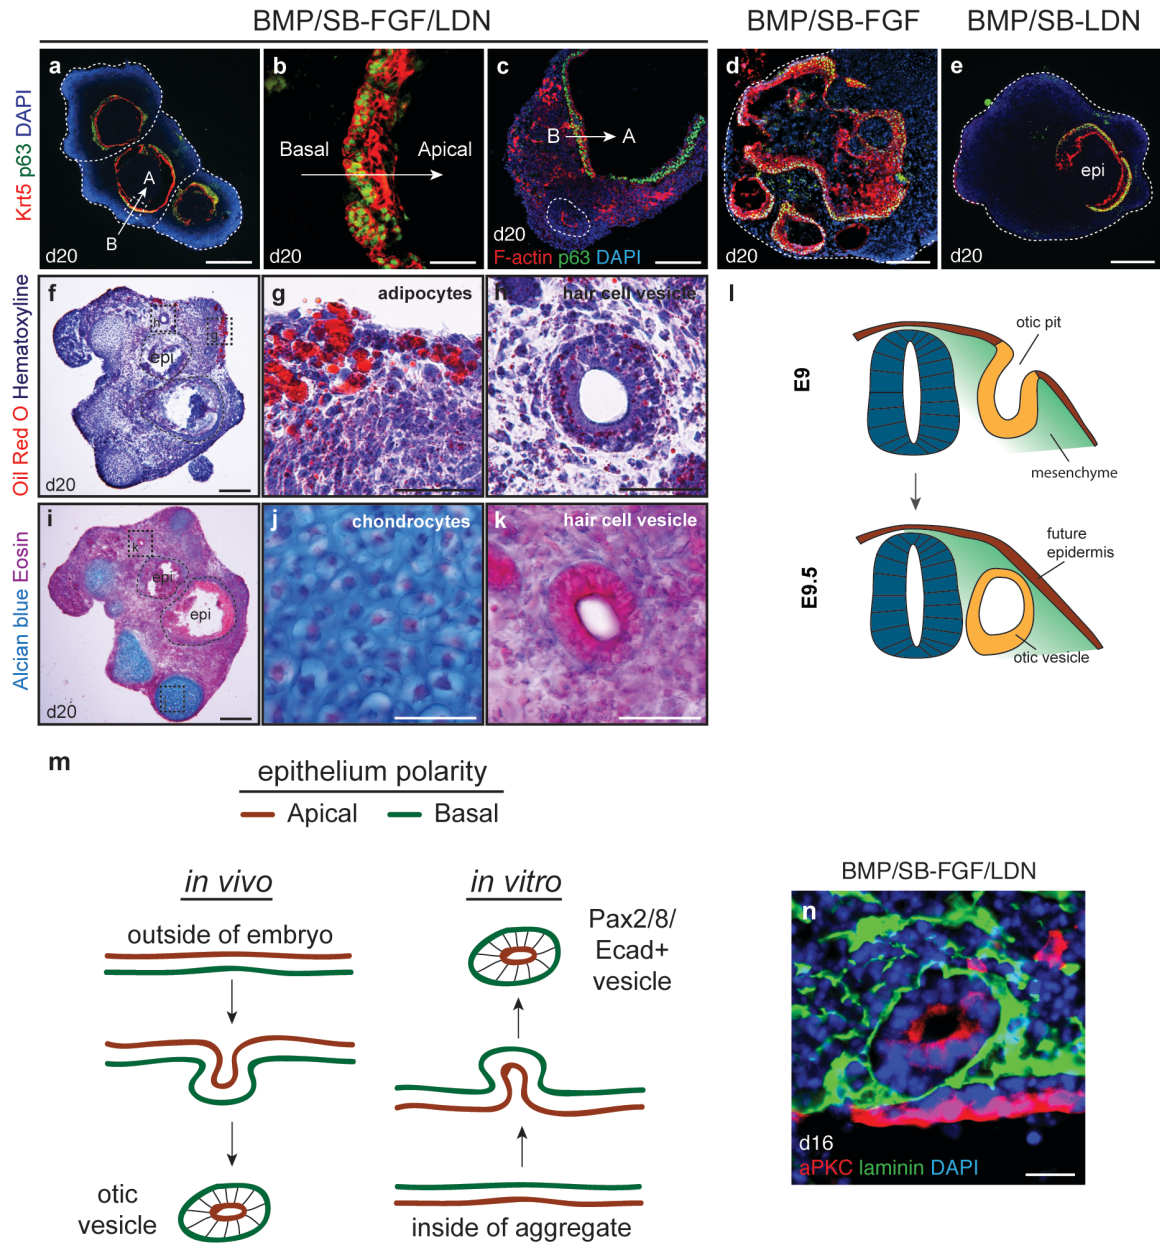 BMP/SB-FGF/LDN
BMP/SB-FGF
BMP/SB-LDN
Krt5 p63 DAPI
a
A
B
d20
b
Basal
Apical
d20
c
B
A
d20
F-actin p63 DAPI
d
d20
e
epi
d20
Oil Red O Hematoxyline
f
h
epi
d20
g
adipocytes
h
hair cell vesicle
Alcian blue Eosin
i
k
epi
epi
d20
j
chondrocytes
k
hair cell vesicle
l
E9
otic pit
mesenchyme
E9.5
future
epidermis
otic vesicle
m
epithelium polarity
Apical
Basal
in vivo
outside of embryo
otic
vesicle
in vitro
Pax2/8/
Ecad+
vesicle
inside of aggregate
BMP/SB-FGF/LDN
n
d16
aPKC laminin DAPI